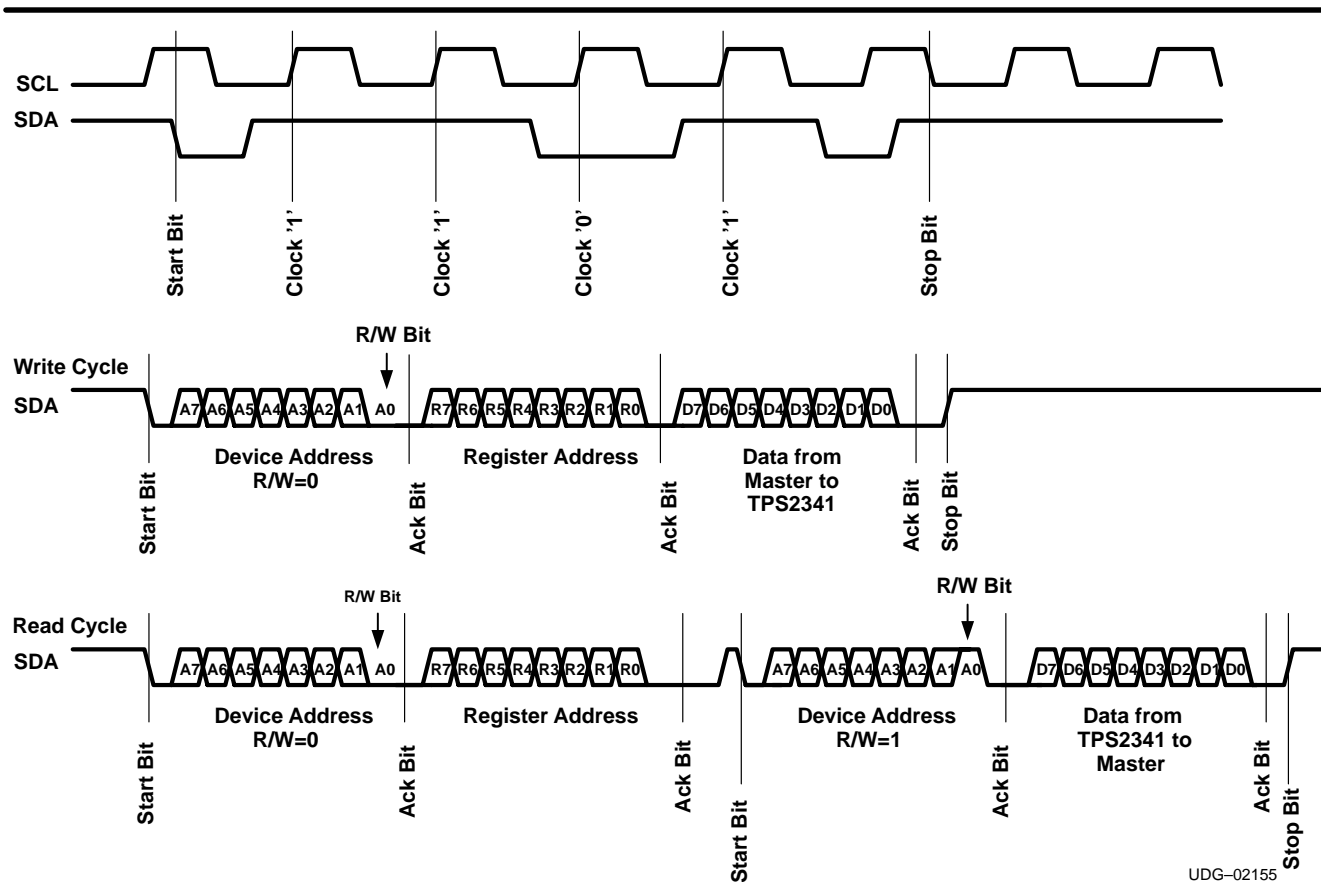 SCL
SDA
Start Bit
Clock '1'
Clock '1'
Clock '0'
Clock '1'
Stop Bit
R/W Bit
Write Cycle
SDA
A7 A6 A5 A4 A3 A2 A1 A0 R7 R6 R5 R4 R3 R2 R1 R0 D7 D6 D5 D4 D3 D2 D1 D0
Device Address
R/W=0
Register Address
Data from
Master to
TPS2341
Start Bit
Ack Bit
Ack Bit
Ack Bit
Stop Bit
R/W Bit
R/W Bit
Read Cycle
SDA
A7 A6 A5 A4 A3 A2 A1 A0 R7 R6 R5 R4 R3 R2 R1 R0 A7 A6 A5 A4 A3 A2 A1 A0 D7 D6 D5 D4 D3 D2 D1 D0
Device Address
R/W=0
Register Address
Device Address
R/W=1
Data from
TPS2341 to
Master
Start Bit
Ack Bit
Ack Bit
Start Bit
Ack Bit
Ack Bit
Stop Bit
UDG–02155